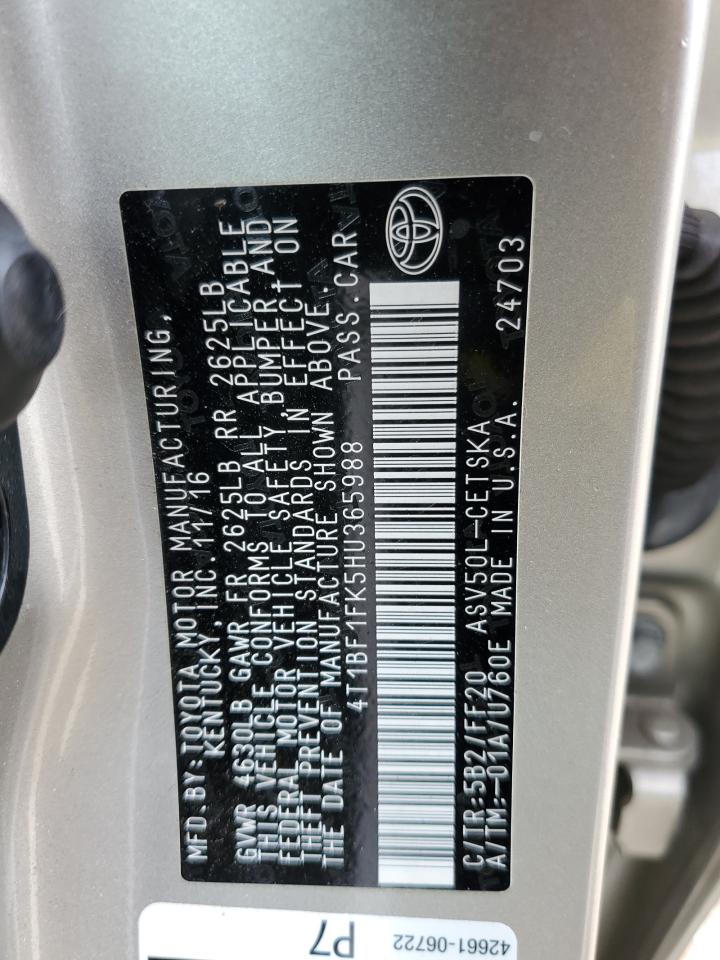 MFD.BY:TOYOTA MOTOR MANUFACTURING,
KENTUCKY, INC 11/16
GVWR 4630LB GAWR FR 2625LB RR 2625LB
THIS VEHICLE CONFORMS TO ALL APPLICABLE
FEDERAL MOTOR VEHICLE SAFETY,BUMPER,AND
THEFT PREVENTION STANDARDS IN EFFECT ON
THE DATE OF MANUFACTURE SHOWN ABOVE.
4T1BF1FK5HU365988 PASS.CAR
C/TR:5B2/FF20 ASV50L-CETSKA
A/TM:-01A/U760E MADE IN U.S.A. 24703
P7
42661-06722